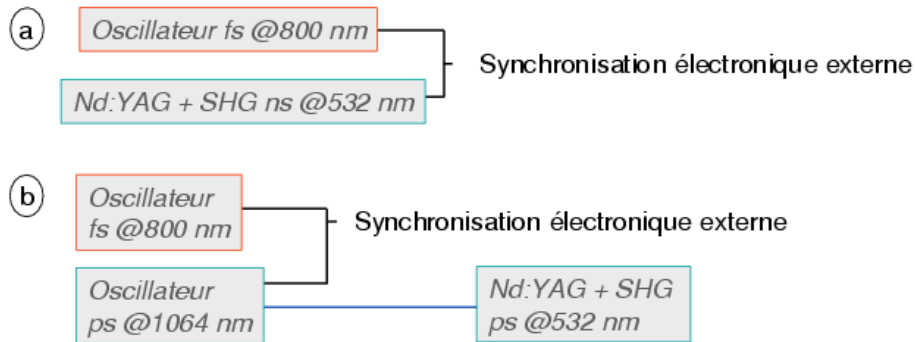 a
Oscillateur fs @800 nm
Synchronisation électronique externe
Nd:YAG + SHG ns @532 nm
b
Oscillateur
fs @800 nm
Synchronisation électronique externe
Oscillateur
ps @1064 nm
Nd:YAG + SHG
ps @532 nm